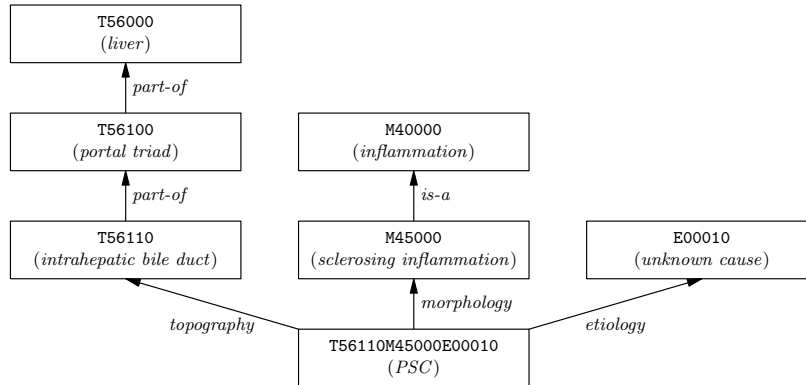 T56000
(liver)
part-of
T56100
(portal triad)
M40000
(inflammation)
part-of
is-a
T56110
(intrahepatic bile duct)
M45000
(sclerosing inflammation)
E00010
(unknown cause)
topography
morphology
etiology
T56110M45000E00010
(PSC)